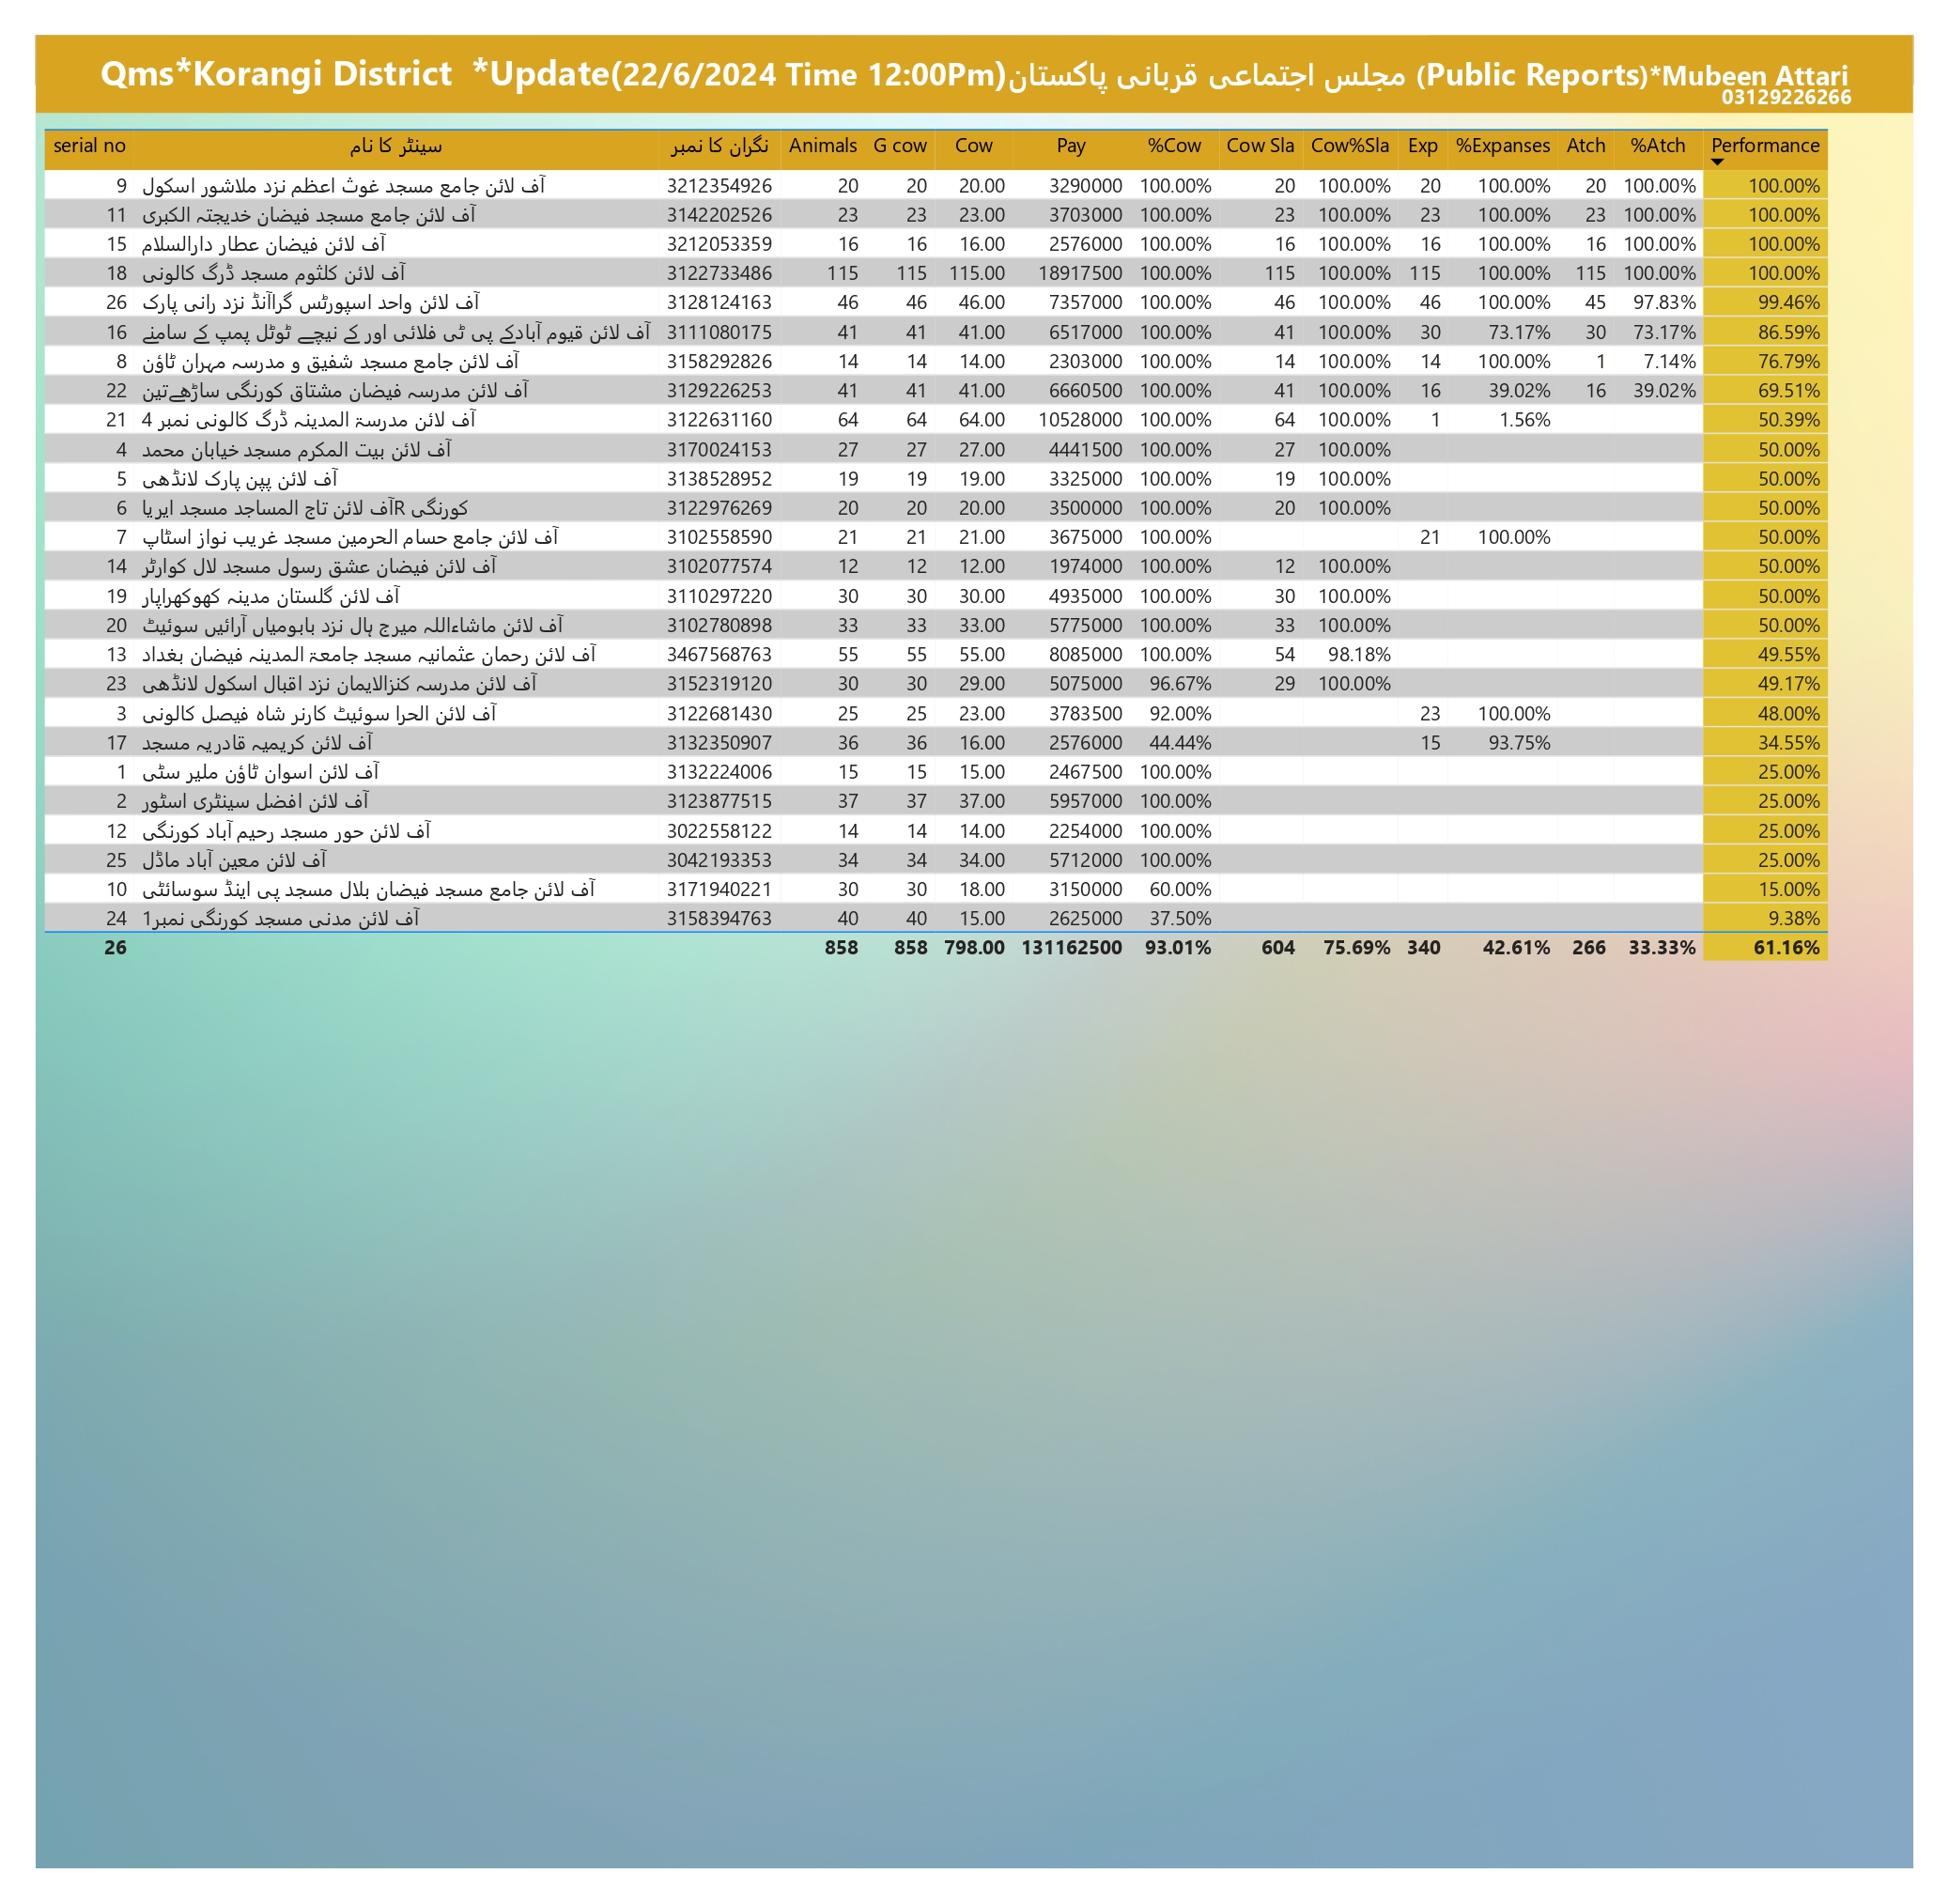 Qms*Korangi District *Update(22/6/2024 Time 12:00Pm)مجلس اجتماعی قربانی پاکستان (Public Reports)*Mubeen Attari
03129226266
serial no سینٹر کا نام نگران کا نمبر Animals G cow Cow Pay %Cow Cow Sla Cow%Sla Exp %Expanses Atch %Atch Performance
9 آف لائن جامع مسجد غوث اعظم نزد ملاشور اسکول 3212354926 20 20 20.00 3290000 100.00% 20 100.00% 20 100.00% 20 100.00% 100.00%
11 آف لائن جامع مسجد فیضان خدیجتہ الکبری 3142202526 23 23 23.00 3703000 100.00% 23 100.00% 23 100.00% 23 100.00% 100.00%
15 آف لائن فیضان عطار دارالسلام 3212053359 16 16 16.00 2576000 100.00% 16 100.00% 16 100.00% 16 100.00% 100.00%
18 آف لائن کلثوم مسجد ڈرگ کالونی 3122733486 115 115 115.00 18917500 100.00% 115 100.00% 115 100.00% 115 100.00% 100.00%
26 آف لائن واحد اسپورٹس گراآنڈ نزد رانی پارک 3128124163 46 46 46.00 7357000 100.00% 46 100.00% 46 100.00% 45 97.83% 99.46%
16 آف لائن قیوم آبادکے پی ٹی فلائی اور کے نیچے ٹوٹل پمپ کے سامنے 3111080175 41 41 41.00 6517000 100.00% 41 100.00% 30 73.17% 30 73.17% 86.59%
8 آف لائن جامع مسجد شفیق و مدرسہ مہران ٹاؤن 3158292826 14 14 14.00 2303000 100.00% 14 100.00% 14 100.00% 1 7.14% 76.79%
22 آف لائن مدرسہ فیضان مشتاق کورنگی ساڑھےتین 3129226253 41 41 41.00 6660500 100.00% 41 100.00% 16 39.02% 16 39.02% 69.51%
21 آف لائن مدرسۃ المدینہ ڈرگ کالونی نمبر 4 3122631160 64 64 64.00 10528000 100.00% 64 100.00% 1 1.56% 50.39%
4 آف لائن بیت المکرم مسجد خیابان محمد 3170024153 27 27 27.00 4441500 100.00% 27 100.00% 50.00%
5 آف لائن پپن پارک لانڈھی 3138528952 19 19 19.00 3325000 100.00% 19 100.00% 50.00%
6 آف لائن تاج المساجد مسجد ایریاR کورنگی 3122976269 20 20 20.00 3500000 100.00% 20 100.00% 50.00%
7 آف لائن جامع حسام الحرمین مسجد غریب نواز اسٹاپ 3102558590 21 21 21.00 3675000 100.00% 21 100.00% 50.00%
14 آف لائن فیضان عشق رسول مسجد لال کوارٹر 3102077574 12 12 12.00 1974000 100.00% 12 100.00% 50.00%
19 آف لائن گلستان مدینہ کھوکھراپار 3110297220 30 30 30.00 4935000 100.00% 30 100.00% 50.00%
20 آف لائن ماشاءاللہ میرج ہال نزد بابومیاں آرائیں سوئیٹ 3102780898 33 33 33.00 5775000 100.00% 33 100.00% 50.00%
13 آف لائن رحمان عثمانیہ مسجد جامعۃ المدینہ فیضان بغداد 3467568763 55 55 55.00 8085000 100.00% 54 98.18% 49.55%
23 آف لائن مدرسہ کنزالایمان نزد اقبال اسکول لانڈھی 3152319120 30 30 29.00 5075000 96.67% 29 100.00% 49.17%
3 آف لائن الحرا سوئیٹ کارنر شاہ فیصل کالونی 3122681430 25 25 23.00 3783500 92.00% 23 100.00% 48.00%
17 آف لائن کریمیہ قادریہ مسجد 3132350907 36 36 16.00 2576000 44.44% 15 93.75% 34.55%
1 آف لائن اسوان ٹاؤن ملیر سٹی 3132224006 15 15 15.00 2467500 100.00% 25.00%
2 آف لائن افضل سینٹری اسٹور 3123877515 37 37 37.00 5957000 100.00% 25.00%
12 آف لائن حور مسجد رحیم آباد کورنگی 3022558122 14 14 14.00 2254000 100.00% 25.00%
25 آف لائن معین آباد ماڈل 3042193353 34 34 34.00 5712000 100.00% 25.00%
10 آف لائن جامع مسجد فیضان بلال مسجد پی اینڈ سوسائٹی 3171940221 30 30 18.00 3150000 60.00% 15.00%
24 آف لائن مدنی مسجد کورنگی نمبر1 3158394763 40 40 15.00 2625000 37.50% 9.38%
26 858 858 798.00 131162500 93.01% 604 75.69% 340 42.61% 266 33.33% 61.16%